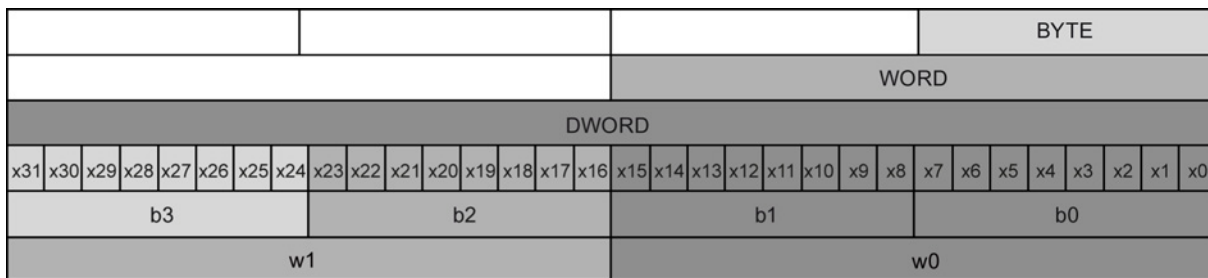 BYTE
WORD
DWORD
x31 x30 x29 x28 x27 x26 x25 x24 x23 x22 x21 x20 x19 x18 x17 x16 x15 x14 x13 x12 x11 x10 x9 x8 x7 x6 x5 x4 x3 x2 x1 x0
b3 b2 b1 b0
w1 w0